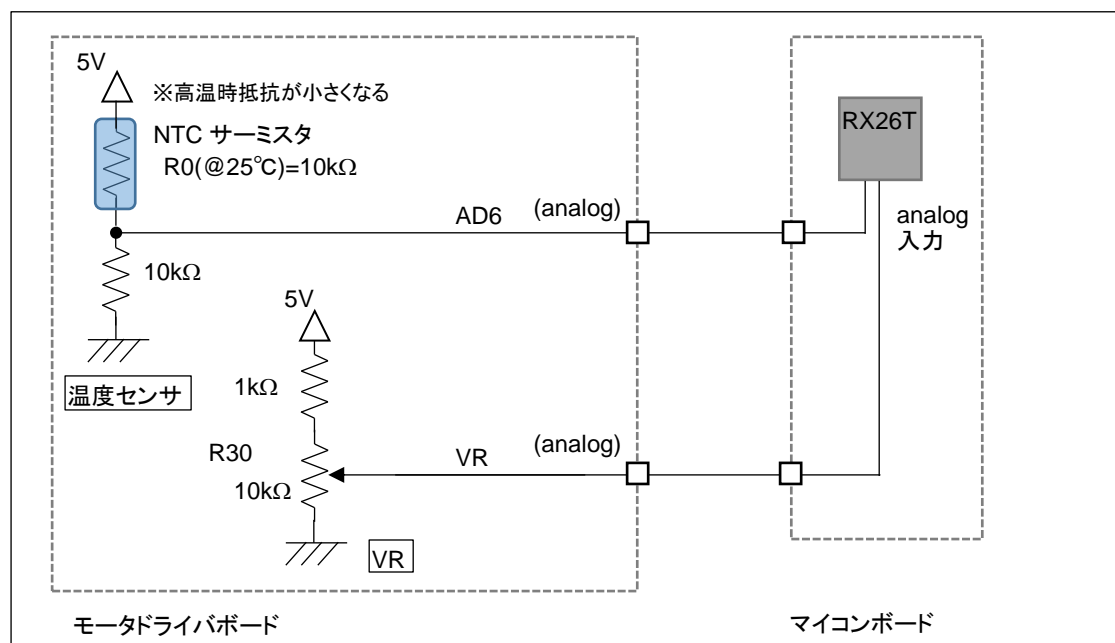 5V
※高温時抵抗が小さくなる
NTC サーミスタ
R0(@25℃)=10kΩ
RX26T
AD6
(analog)
analog
入力
10kΩ
5V
温度センサ
1kΩ
R30
10kΩ
VR
(analog)
VR
モータドライバボード
マイコンボード